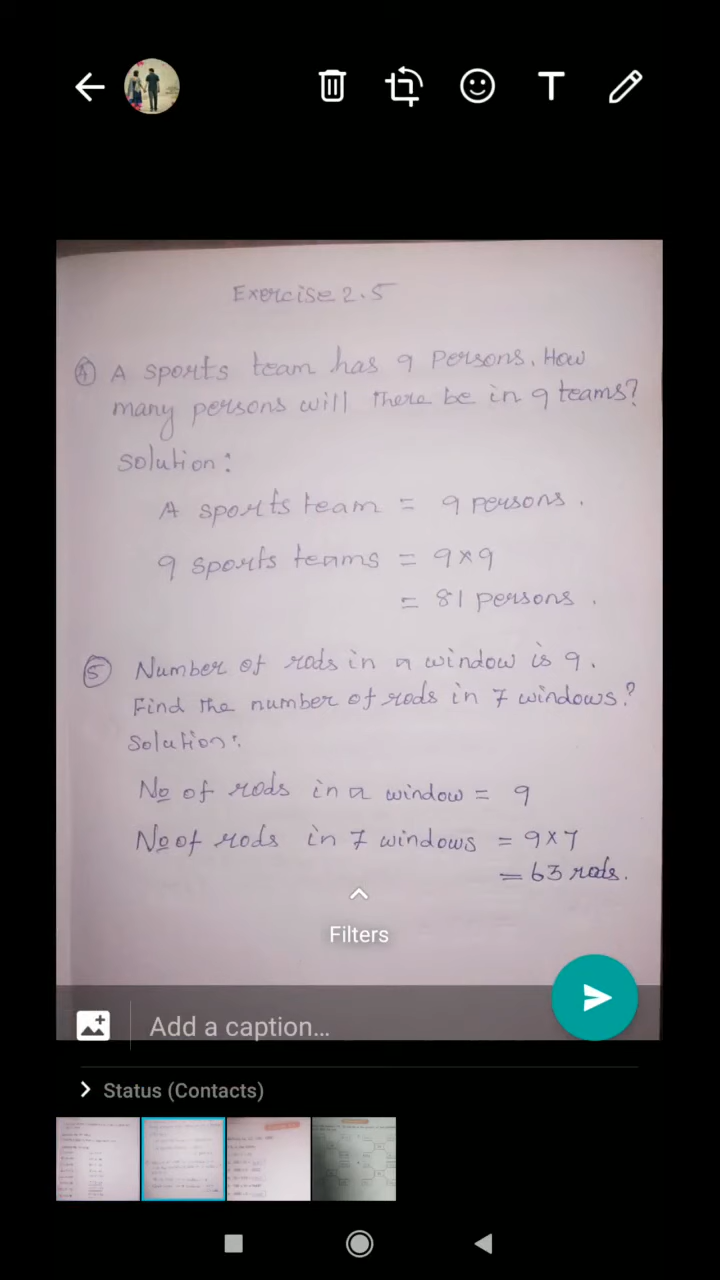 T
Exercise 2.5
4 A sports team has 9 persons. How
many persons will there be in 9 teams?
Solution:
A sports team = 9 persons.
9 sports teams = 9×9
= 81 persons.
5 Number of rods in a window is 9.
Find the number of rods in 7 windows?
Solution:
No of rods in a window = 9
No of rods in 7 windows = 9×7
= 63 rods.
Filters
Add a caption...
Status (Contacts)